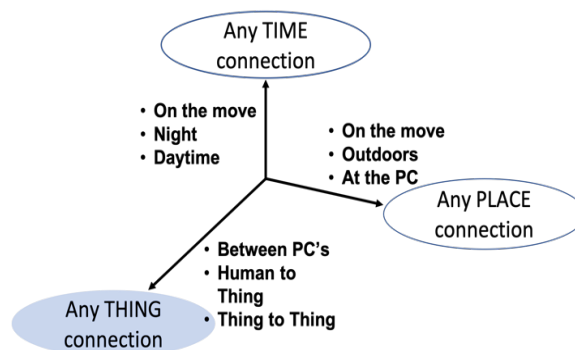 Any TIME
connection
• On the move
• Night
• Daytime
• On the move
• Outdoors
• At the PC
Any PLACE
connection
• Between PC's
• Human to
Thing
• Thing to Thing
Any THING
connection